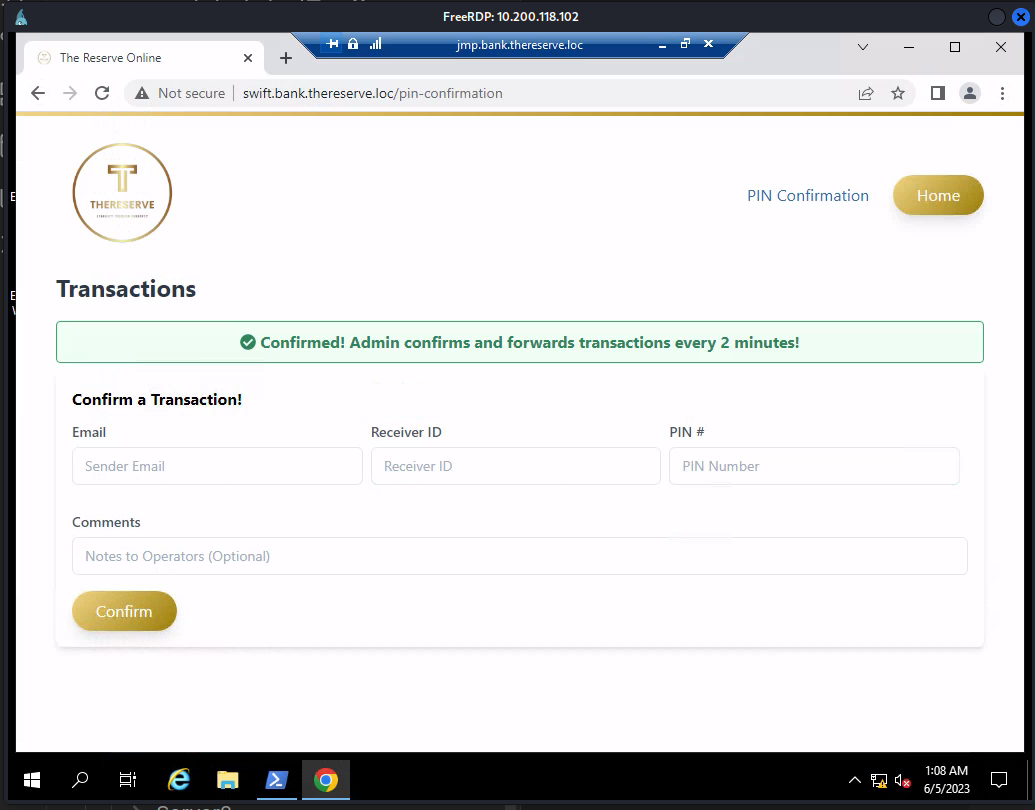 FreeRDP: 10.200.118.102
The Reserve Online
jmp.bank.thereserve.loc
Not secure
swift.bank.thereserve.loc/pin-confirmation
T
THERESERVE
PIN Confirmation
Home
Transactions
Confirmed! Admin confirms and forwards transactions every 2 minutes!
Confirm a Transaction!
Email
Receiver ID
PIN #
Sender Email
Receiver ID
PIN Number
Comments
Notes to Operators (Optional)
Confirm
1:08 AM
6/5/2023